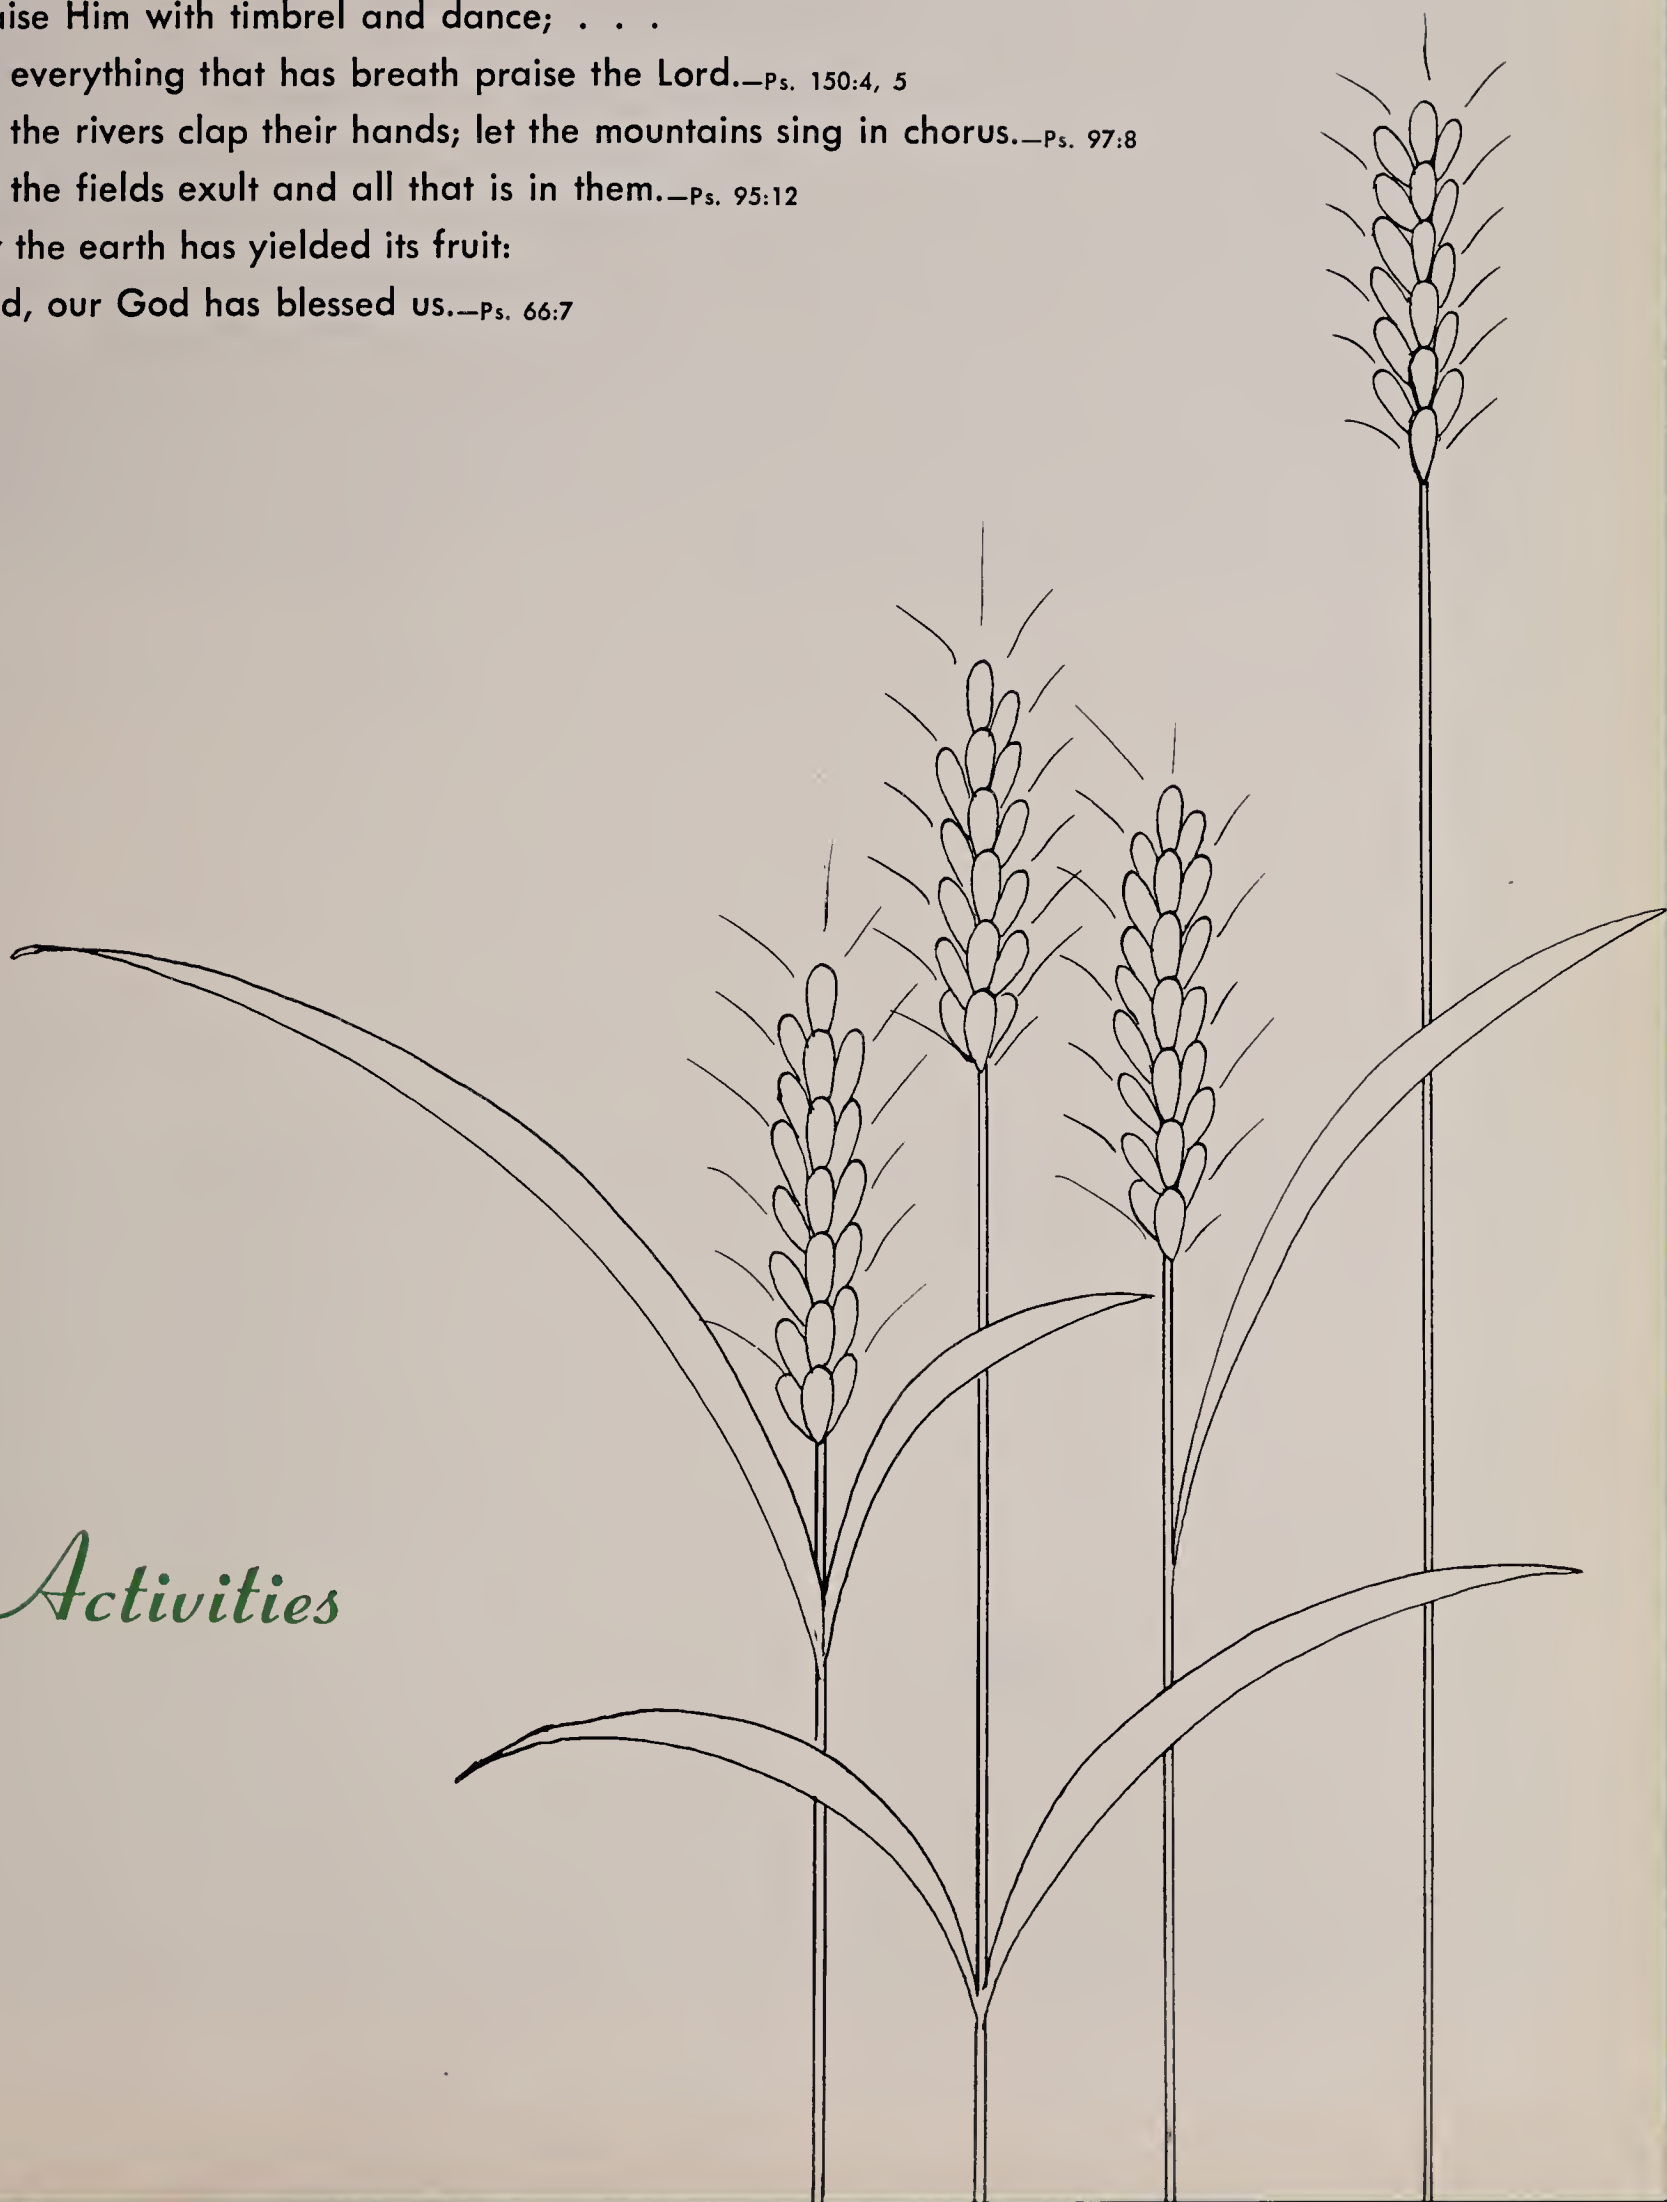 aise Him with timbrel and dance; . . .
everything that has breath praise the Lord.—Ps. 150:4, 5
the rivers clap their hands; let the mountains sing in chorus.—Ps. 97:8
the fields exult and all that is in them.—Ps. 95:12
the earth has yielded its fruit:
d, our God has blessed us.—Ps. 66:7
Activities